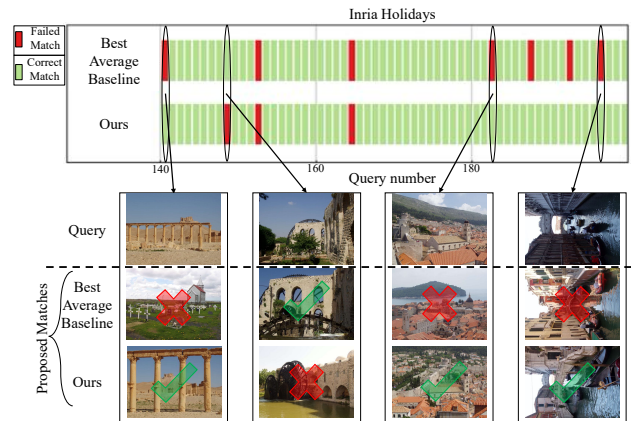 Inria Holidays
Failed
Match
Correct
Match
Best
Average
Baseline
Ours
140
160
180
Query number
Query
Proposed Matches
Best
Average
Baseline
Ours